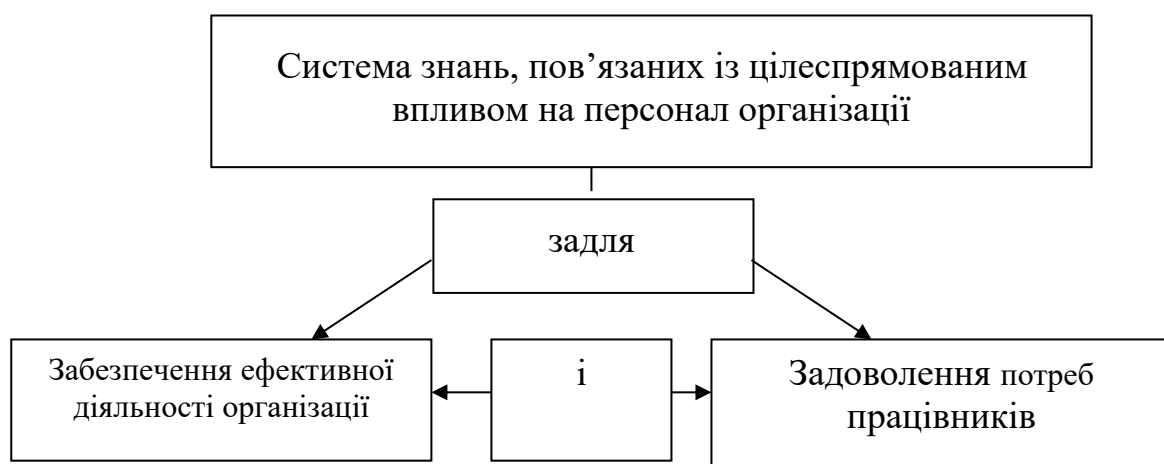 Система знань, пов’язаних із цілеспрямованим
впливом на персонал організації
задля
Забезпечення ефективної
діяльності організації
і
Задоволення потреб
працівників